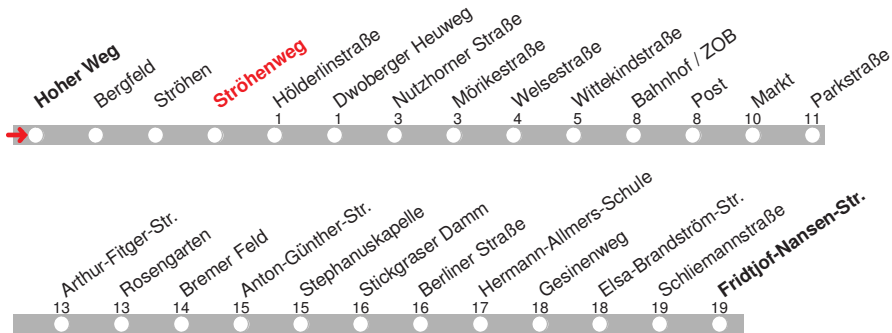 Hoher Weg
Bergfeld
Ströhen
Ströhenweg
Hölderlinstraße
Dwoberger Heuweg
Nutzhorner Straße
Mörikestraße
Welsestraße
Wittekindstraße
Bahnhof / ZOB
Post
Markt
Parkstraße
1 1 3 3 4 5 8 8 10 11
Arthur-Fitger-Str.
Rosengarten
Bremer Feld
Anton-Günther-Str.
Stephanuskapelle
Stickgraser Damm
Berliner Straße
Hermann-Allmers-Schule
Gesinenweg
Elsa-Brandström-Str.
Schliemannstraße
Fridtjof-Nansen-Str.
13 13 14 15 15 16 16 17 18 18 19 19